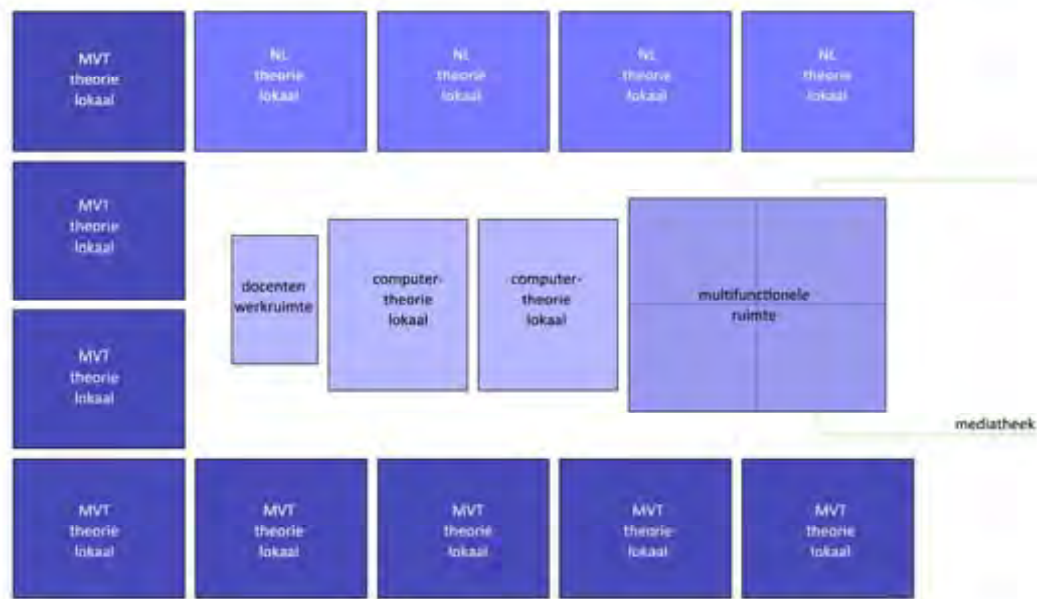 MVT
theorie
lokaal
NL
theorie
lokaal
NL
theorie
lokaal
NL
theorie
lokaal
NL
theorie
lokaal
MVT
theorie
lokaal
docenten
werkruimte
computer-
theorie
lokaal
computer-
theorie
lokaal
multifunctionele
ruimte
MVT
theorie
lokaal
mediatheek
MVT
theorie
lokaal
MVT
theorie
lokaal
MVT
theorie
lokaal
MVT
theorie
lokaal
MVT
theorie
lokaal